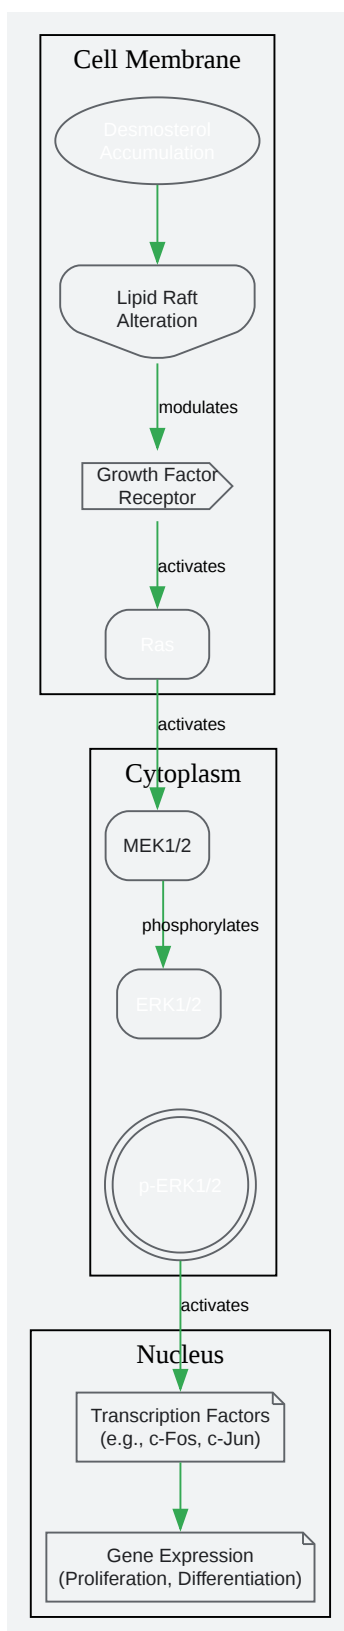 Cell Membrane
Desmosterol
Accumulation
Lipid Raft
Alteration
modulates
Growth Factor
Receptor
activates
Ras
activates
Cytoplasm
MEK1/2
phosphorylates
ERK1/2
p-ERK1/2
activates
Nucleus
Transcription Factors
(e.g., c-Fos, c-Jun)
Gene Expression
(Proliferation, Differentiation)